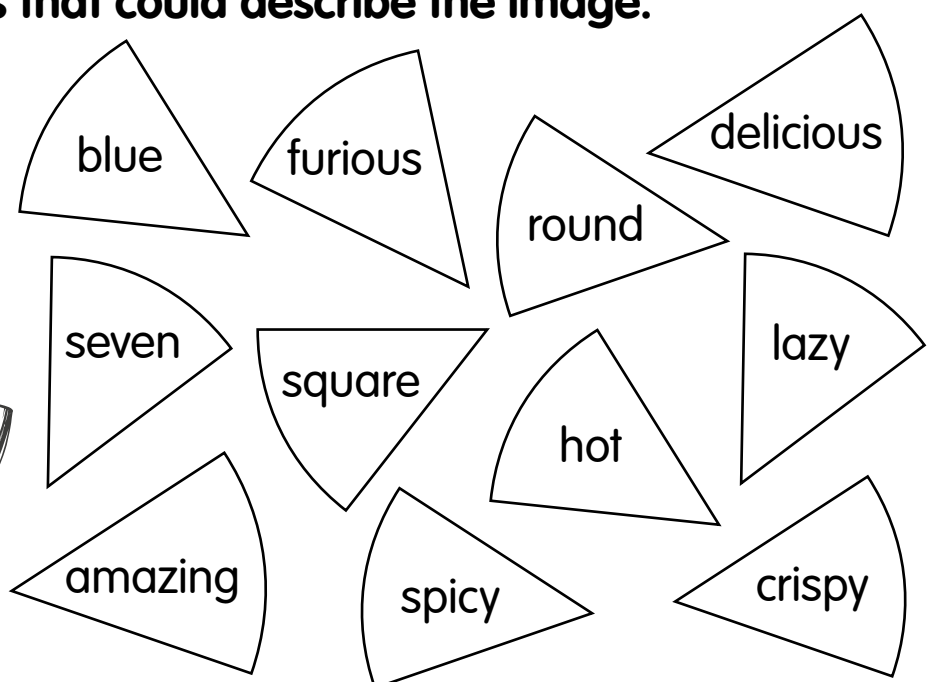 that could describe the image.
blue
furious
round
delicious
seven
square
hot
lazy
amazing
spicy
crispy